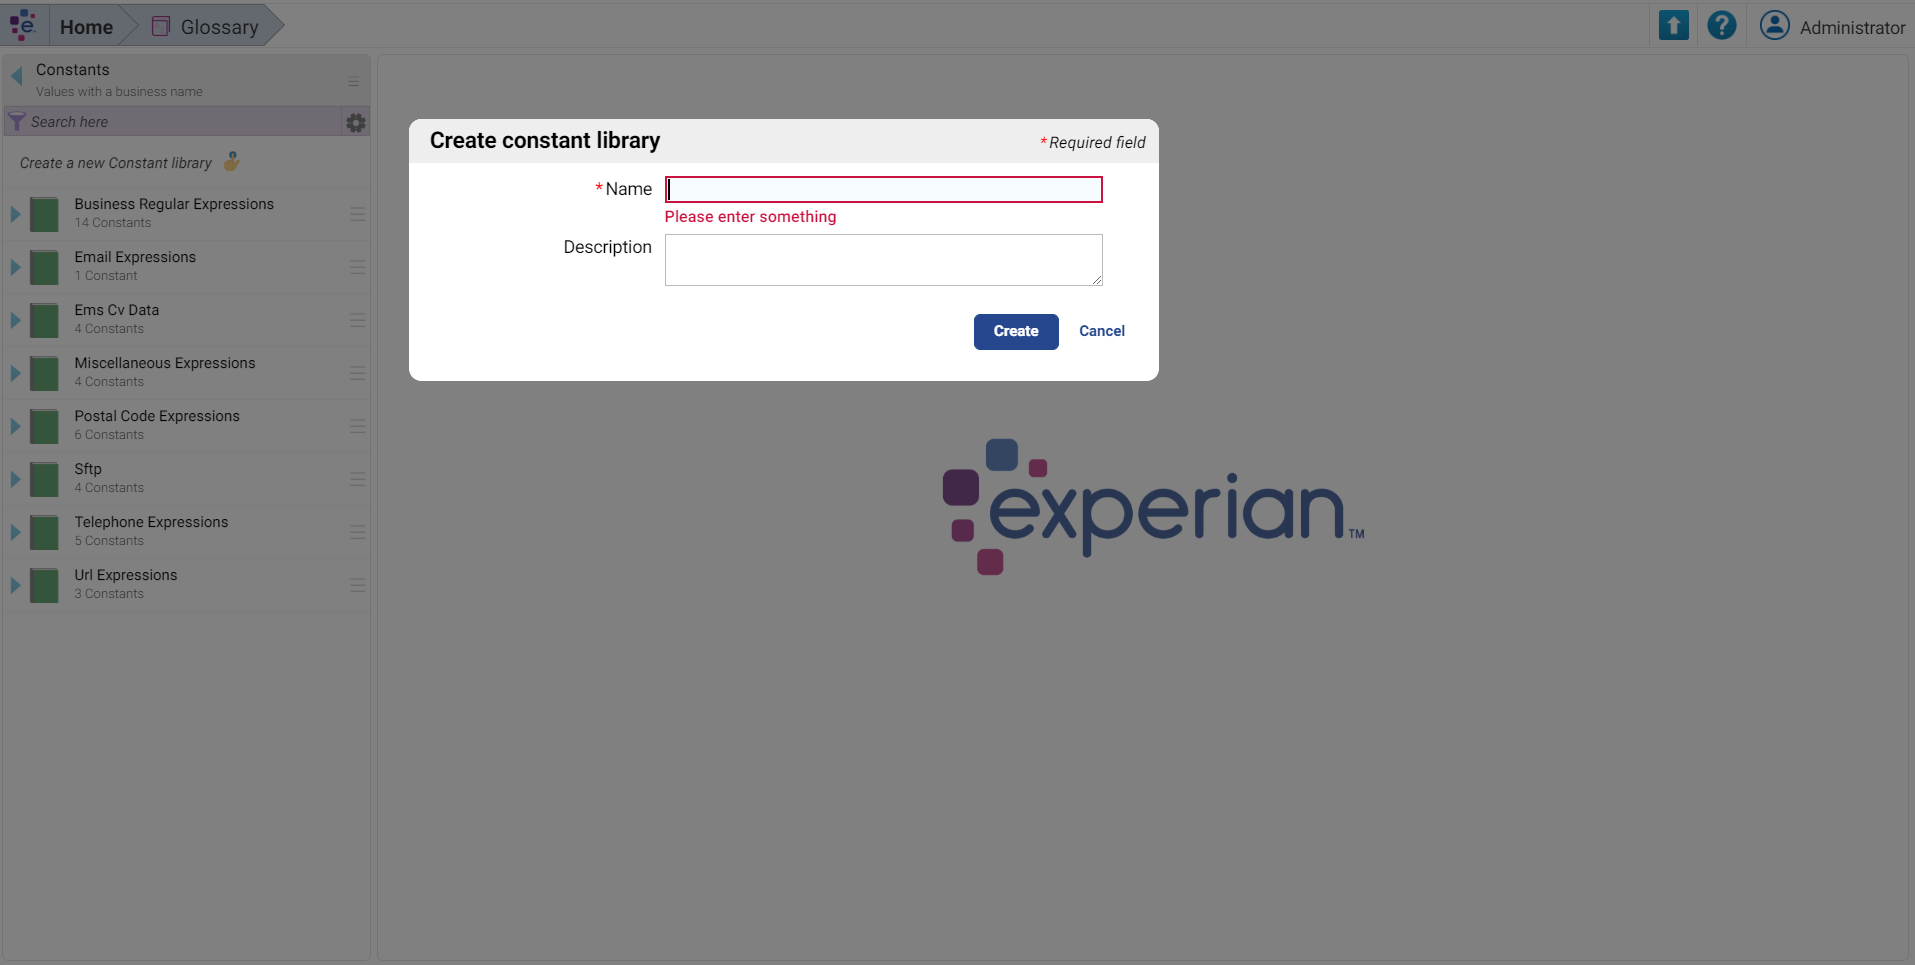 Home
Glossary
Administrator
Constants
Values with a business name
Search here
Create a new Constant library
Business Regular Expressions
14 Constants
Email Expressions
1 Constant
Ems Cv Data
4 Constants
Miscellaneous Expressions
4 Constants
Postal Code Expressions
6 Constants
Sftp
4 Constants
Telephone Expressions
5 Constants
Url Expressions
3 Constants
Create constant library
* Required field
* Name
Please enter something
Description
Create
Cancel
experian™